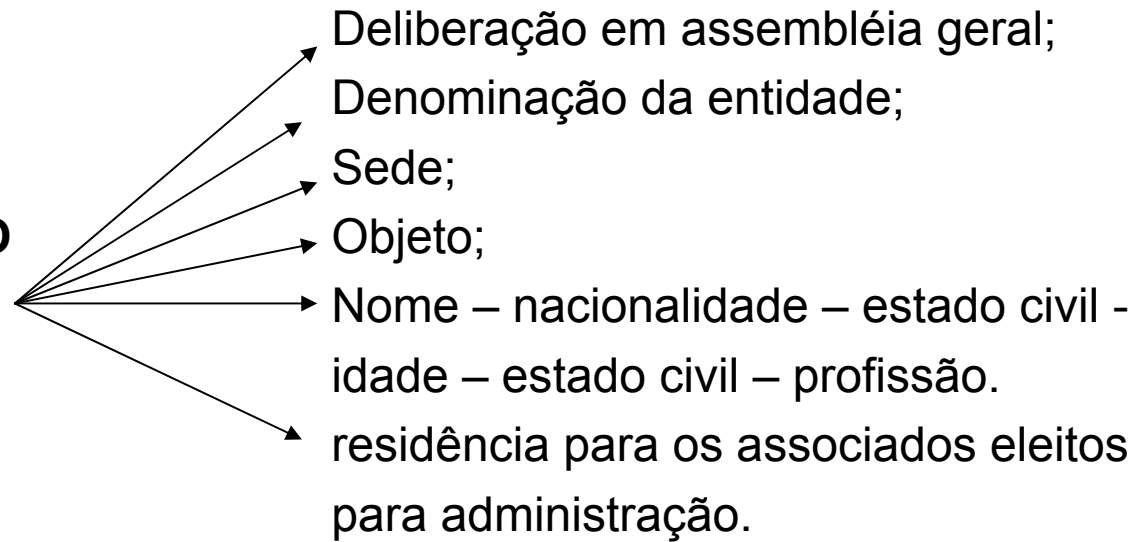 Deliberação em assembléia geral;
Denominação da entidade;
Sede;
Objeto;
Nome – nacionalidade – estado civil -
idade – estado civil – profissão.
residência para os associados eleitos
para administração.